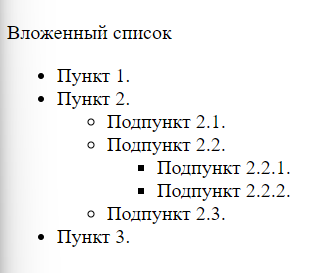 Вложенный список
Пункт 1.
Пункт 2.
Подпункт 2.1.
Подпункт 2.2.
Подпункт 2.2.1.
Подпункт 2.2.2.
Подпункт 2.3.
Пункт 3.